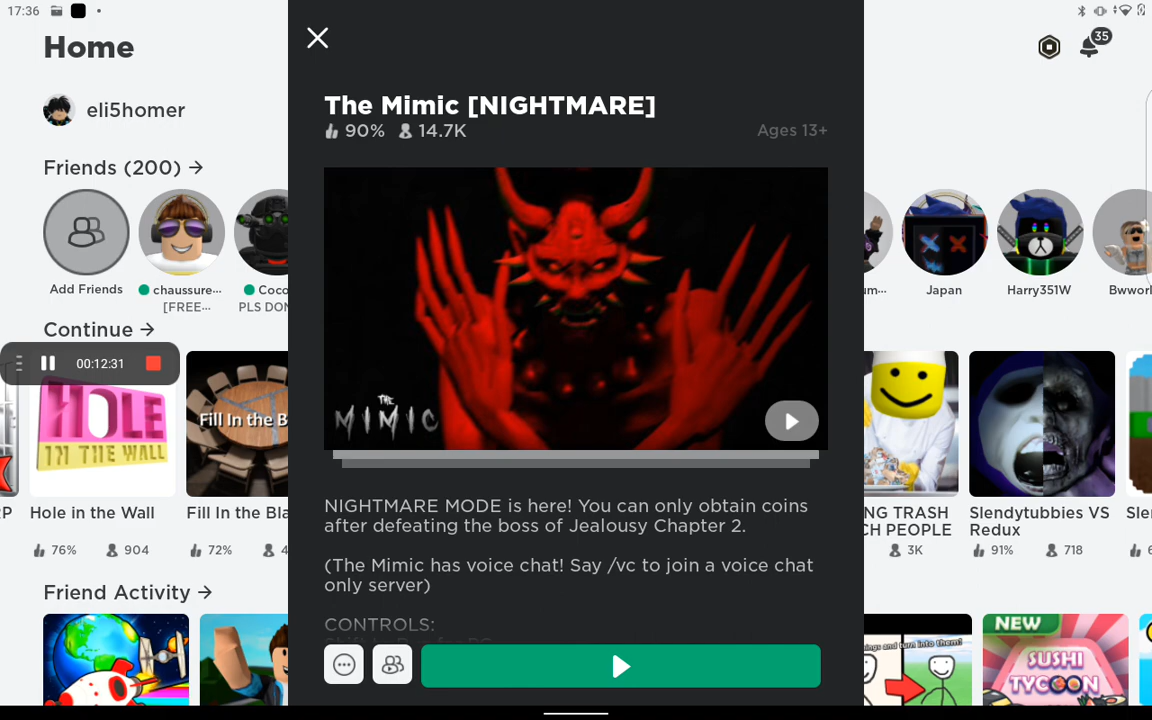 17:36
35
Home
eli5homer
Friends (200) →
Add Friends
chaussure...
[FREE...
Coco
PLS DON
Japan
Harry351W
Bwworl
Continue →
00:12:31
HOLE
IN THE WALL
Fill In the B
Hole in the Wall
76%
904
Fill In the Bla
72%
4
NG TRASH
CH PEOPLE
3K
Slendytubbies VS
Redux
91%
718
Sle
6
Friend Activity →
The Mimic [NIGHTMARE]
90%
14.7K
Ages 13+
THE
MIMIC
NIGHTMARE MODE is here! You can only obtain coins
after defeating the boss of Jealousy Chapter 2.
(The Mimic has voice chat! Say /vc to join a voice chat
only server)
CONTROLS:
ings and turn into them!
NEW
SUSHI
TYCOON